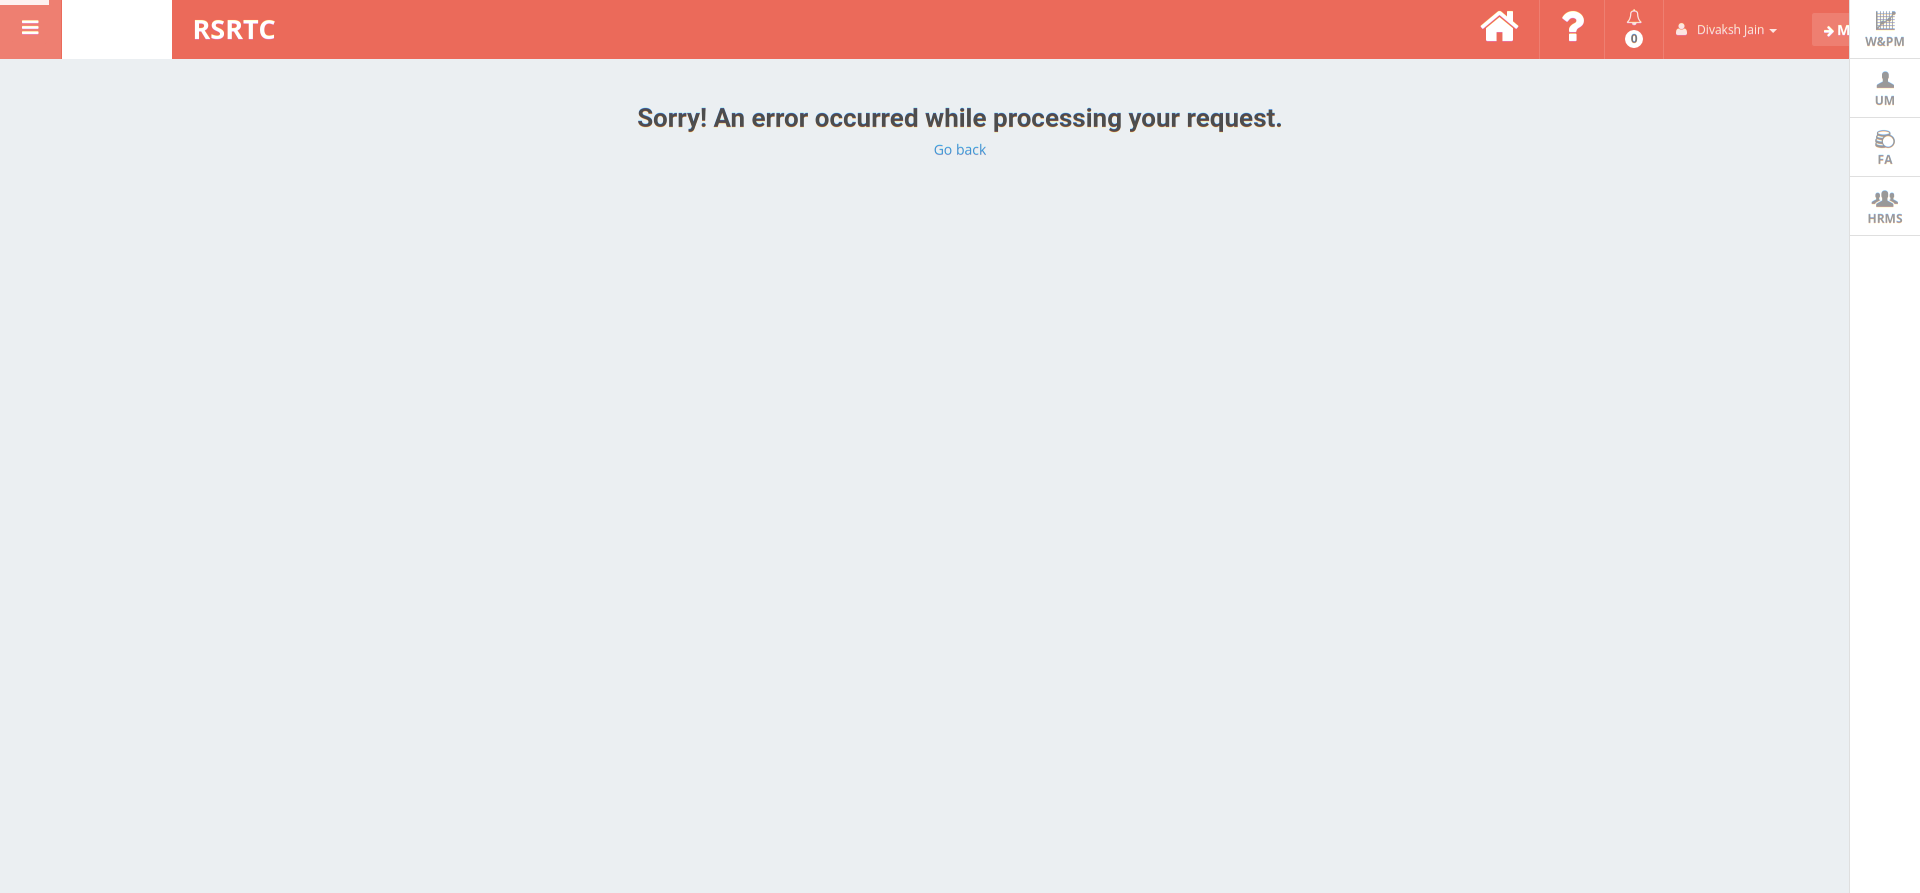 RSRTC
0
Divaksh Jain
M
W&PM
UM
FA
HRMS
Sorry! An error occurred while processing your request.
Go back